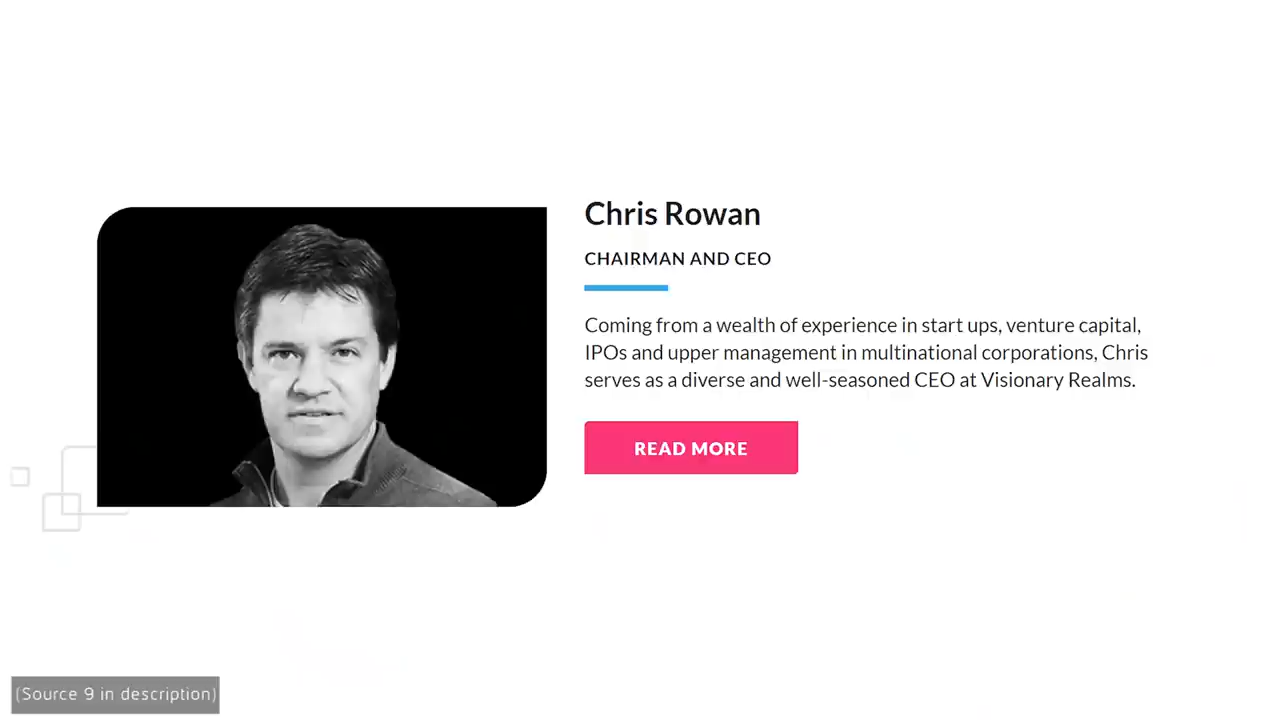 Chris Rowan
CHAIRMAN AND CEO
Coming from a wealth of experience in start ups, venture capital,
IPOs and upper management in multinational corporations, Chris
serves as a diverse and well-seasoned CEO at Visionary Realms.
READ MORE
(Source 9 in description)